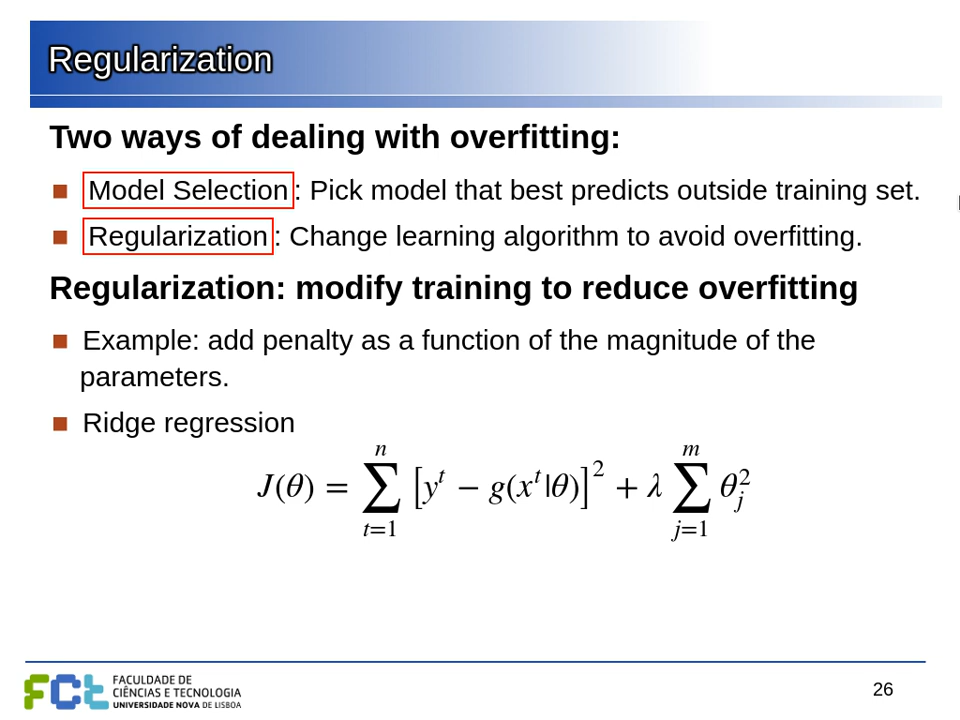 Regularization
Two ways of dealing with overfitting:
■ Model Selection : Pick model that best predicts outside training set.
■ Regularization : Change learning algorithm to avoid overfitting.
Regularization: modify training to reduce overfitting
■ Example: add penalty as a function of the magnitude of the
parameters.
■ Ridge regression
J(θ) = ∑_{t=1}^{n} [y^t − g(x^t|θ)]^2 + λ ∑_{j=1}^{m} θ_j^2
FCt
FACULDADE DE
CIÊNCIAS E TECNOLOGIA
UNIVERSIDADE NOVA DE LISBOA
26